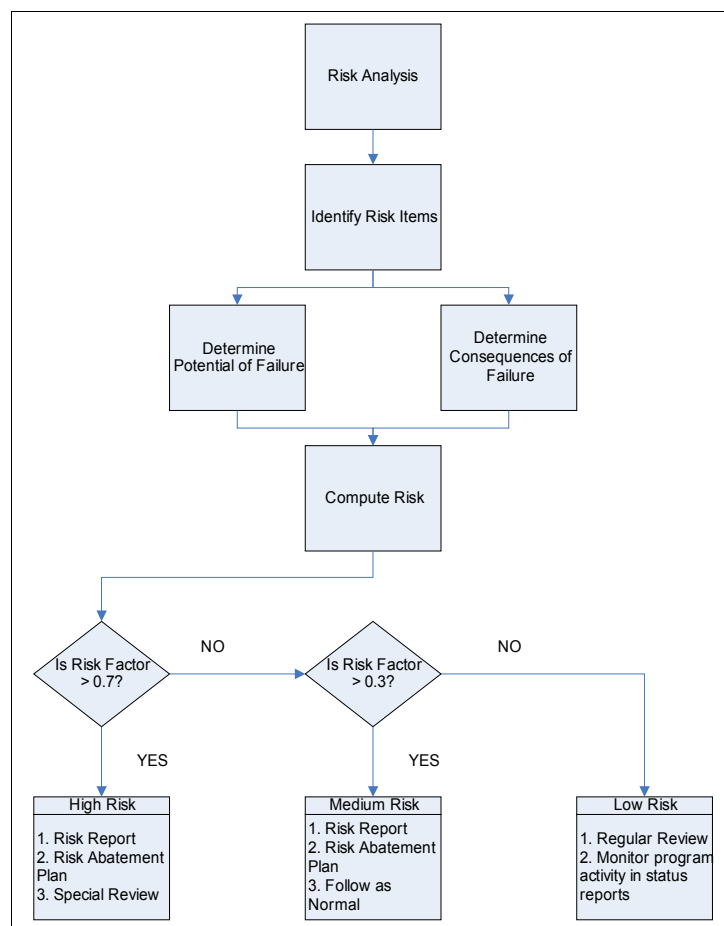 Risk Analysis
Identify Risk Items
Determine
Potential of Failure
Determine
Consequences of
Failure
Compute Risk
Is Risk Factor
> 0.7?
NO
Is Risk Factor
> 0.3?
NO
YES
YES
High Risk
1. Risk Report
2. Risk Abatement
Plan
3. Special Review
Medium Risk
1. Risk Report
2. Risk Abatement
Plan
3. Follow as
Normal
Low Risk
1. Regular Review
2. Monitor program
activity in status
reports